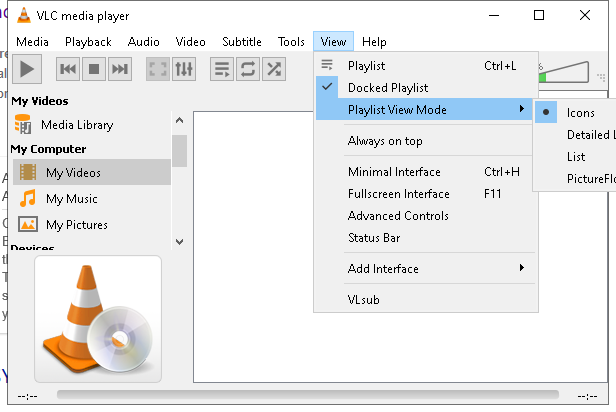 VLC media player
Media Playback Audio Video Subtitle Tools View Help
Playlist Ctrl+L
Docked Playlist
Playlist View Mode
Always on top
Minimal Interface Ctrl+H
Fullscreen Interface F11
Advanced Controls
Status Bar
Add Interface
VLsub
Icons
Detailed L
List
PictureFlo
%
My Videos
Media Library
My Computer
My Videos
My Music
My Pictures
Devices
--:-- --:--